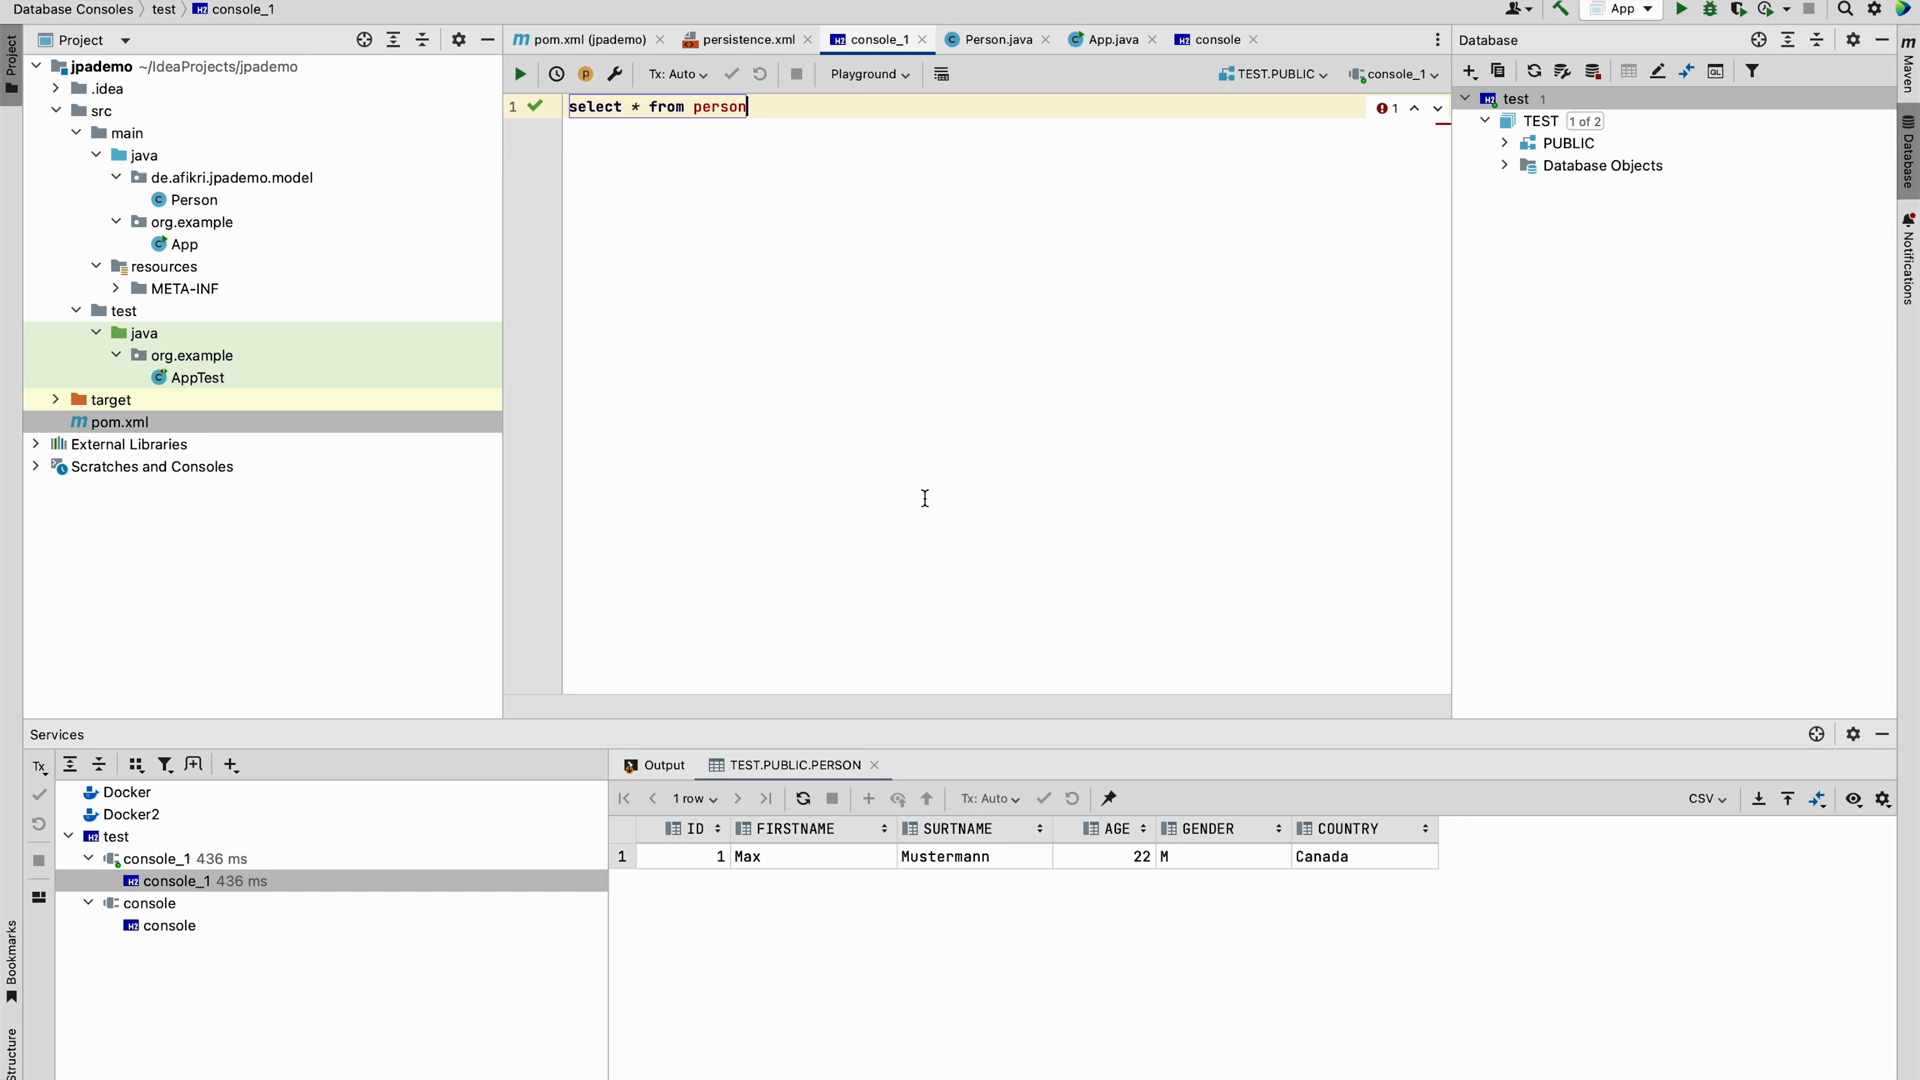 Database Consoles test console_1
App
Project
Project
pom.xml (jpademo) persistence.xml console_1 Person.java App.java console
Database
Maven
jpademo ~/IdeaProjects/jpademo
.idea
src
main
java
de.afikri.jpademo.model
Person
org.example
App
resources
META-INF
test
java
org.example
AppTest
target
pom.xml
External Libraries
Scratches and Consoles
Tx: Auto Playground TEST.PUBLIC console_1
1 select * from person
1
test 1
TEST 1 of 2
PUBLIC
Database Objects
Database
Notifications
Services
Tx
Docker
Docker2
test
console_1 436 ms
console_1 436 ms
console
console
Output TEST.PUBLIC.PERSON
1 row Tx: Auto CSV
ID FIRSTNAME SURTNAME AGE GENDER COUNTRY
1 1 Max Mustermann 22 M Canada
Bookmarks
Structure